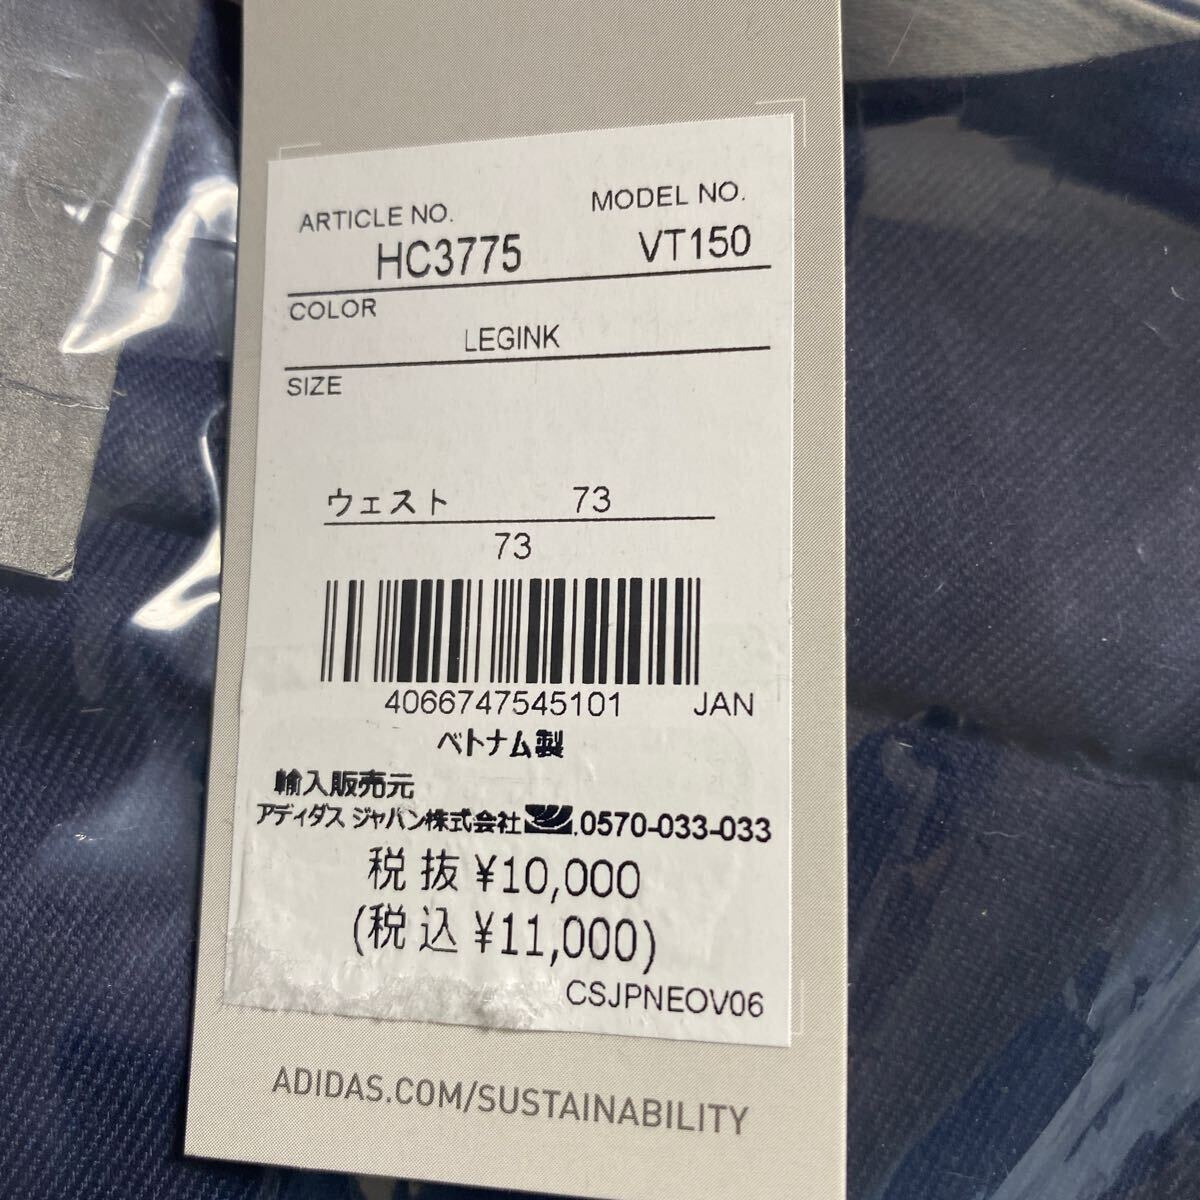 ARTICLE NO. MODEL NO.
HC3775 VT150
COLOR
LEGINK
SIZE
ウェスト 73
73
4066747545101 JAN
ベトナム製
輸入販売元
アディダス ジャパン株式会社 .0570-033-033
税 抜 ¥10,000
(税 込 ¥11,000)
CSJPNEOV06
ADIDAS.COM/SUSTAINABILITY